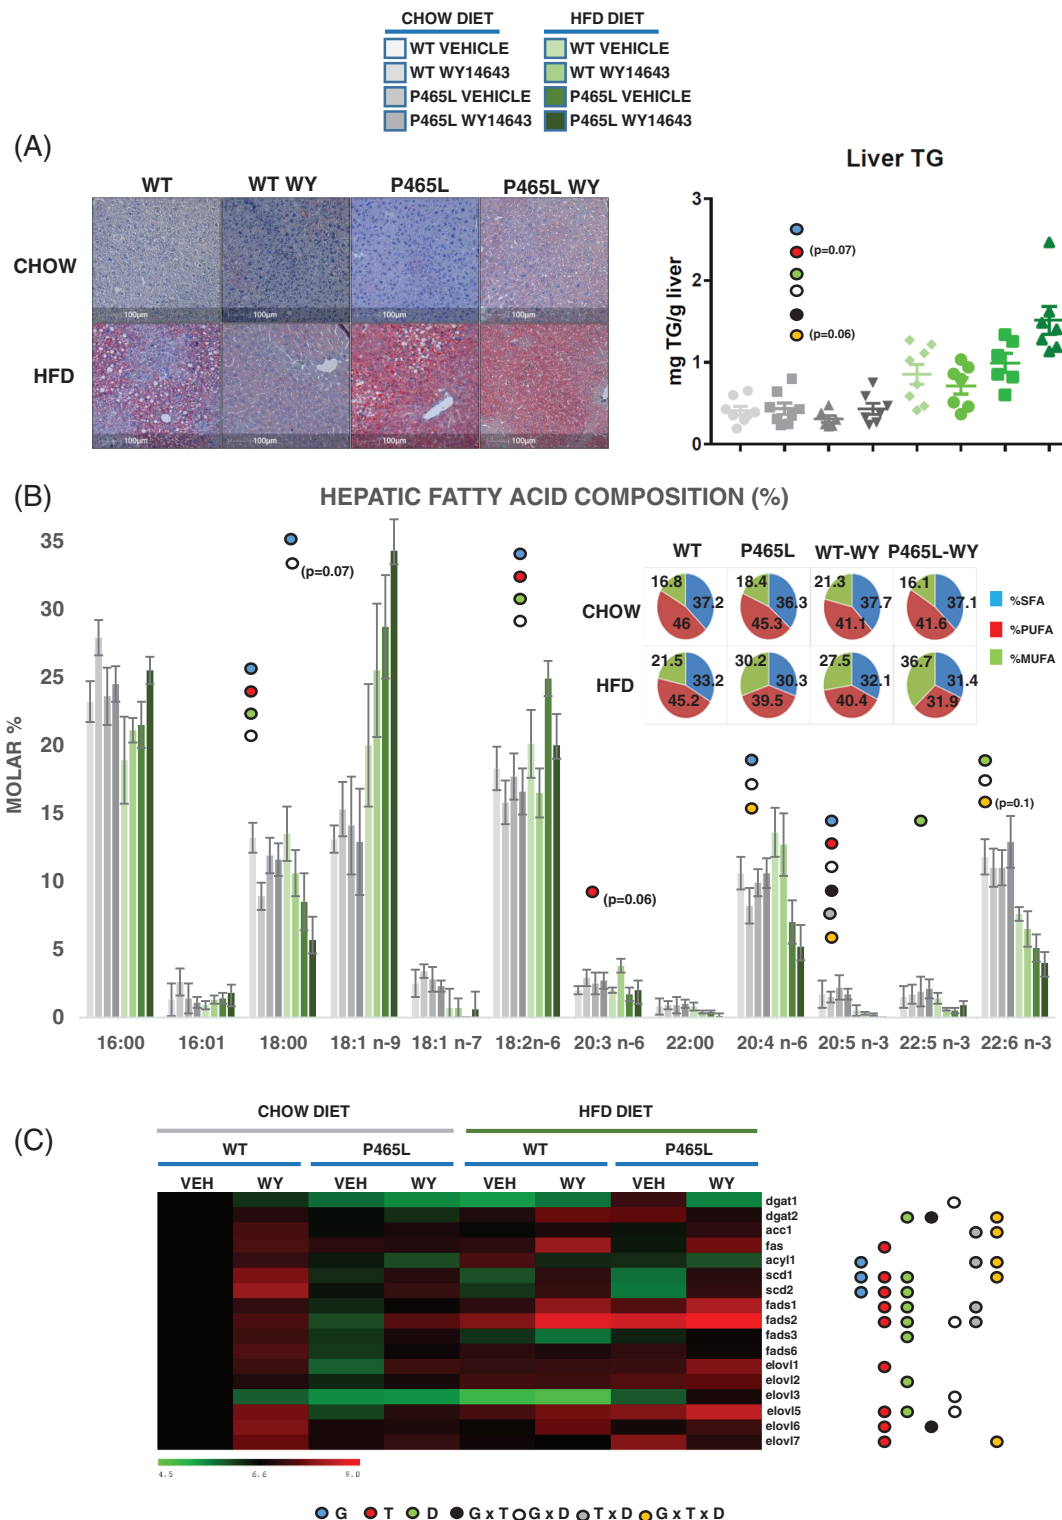 CHOW DIET HFD DIET
WT VEHICLE WT VEHICLE
WT WY14643 WT WY14643
P465L VEHICLE P465L VEHICLE
P465L WY14643 P465L WY14643
(A)
WT WT WY P465L P465L WY
CHOW
100µm 100µm 100µm 100µm
HFD
100µm 100µm 100µm 100µm
Liver TG
mg TG/g liver
3
2
1
0
(p=0.07)
(p=0.06)
(B)
HEPATIC FATTY ACID COMPOSITION (%)
MOLAR %
35
30
25
20
15
10
5
0
(p=0.07)
(p=0.06)
(p=0.1)
WT P465L WT-WY P465L-WY
CHOW
16.8 37.2 46
18.4 36.3 45.3
21.3 37.7 41.1
16.1 37.1 41.6
HFD
21.5 33.2 45.2
30.2 30.3 39.5
27.5 32.1 40.4
36.7 31.4 31.9
%SFA
%PUFA
%MUFA
16:00 16:01 18:00 18:1 n-9 18:1 n-7 18:2n-6 20:3 n-6 22:00 20:4 n-6 20:5 n-3 22:5 n-3 22:6 n-3
(C)
CHOW DIET HFD DIET
WT P465L WT P465L
VEH WY VEH WY VEH WY VEH WY
dgat1
dgat2
acc1
fas
acyl1
scd1
scd2
fads1
fads2
fads3
fads6
elovl1
elovl2
elovl3
elovl5
elovl6
elovl7
4.5 6.6 9.0
G T D G x T G x D T x D G x T x D